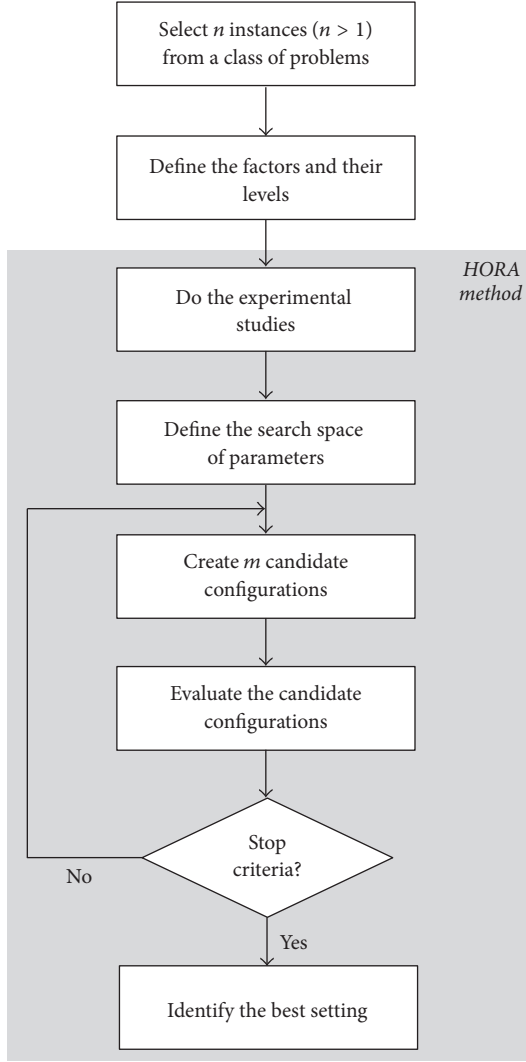 Select n instances (n > 1)
from a class of problems
Define the factors and their
levels
HORA
method
Do the experimental
studies
Define the search space
of parameters
Create m candidate
configurations
Evaluate the candidate
configurations
Stop
criteria?
No
Yes
Identify the best setting